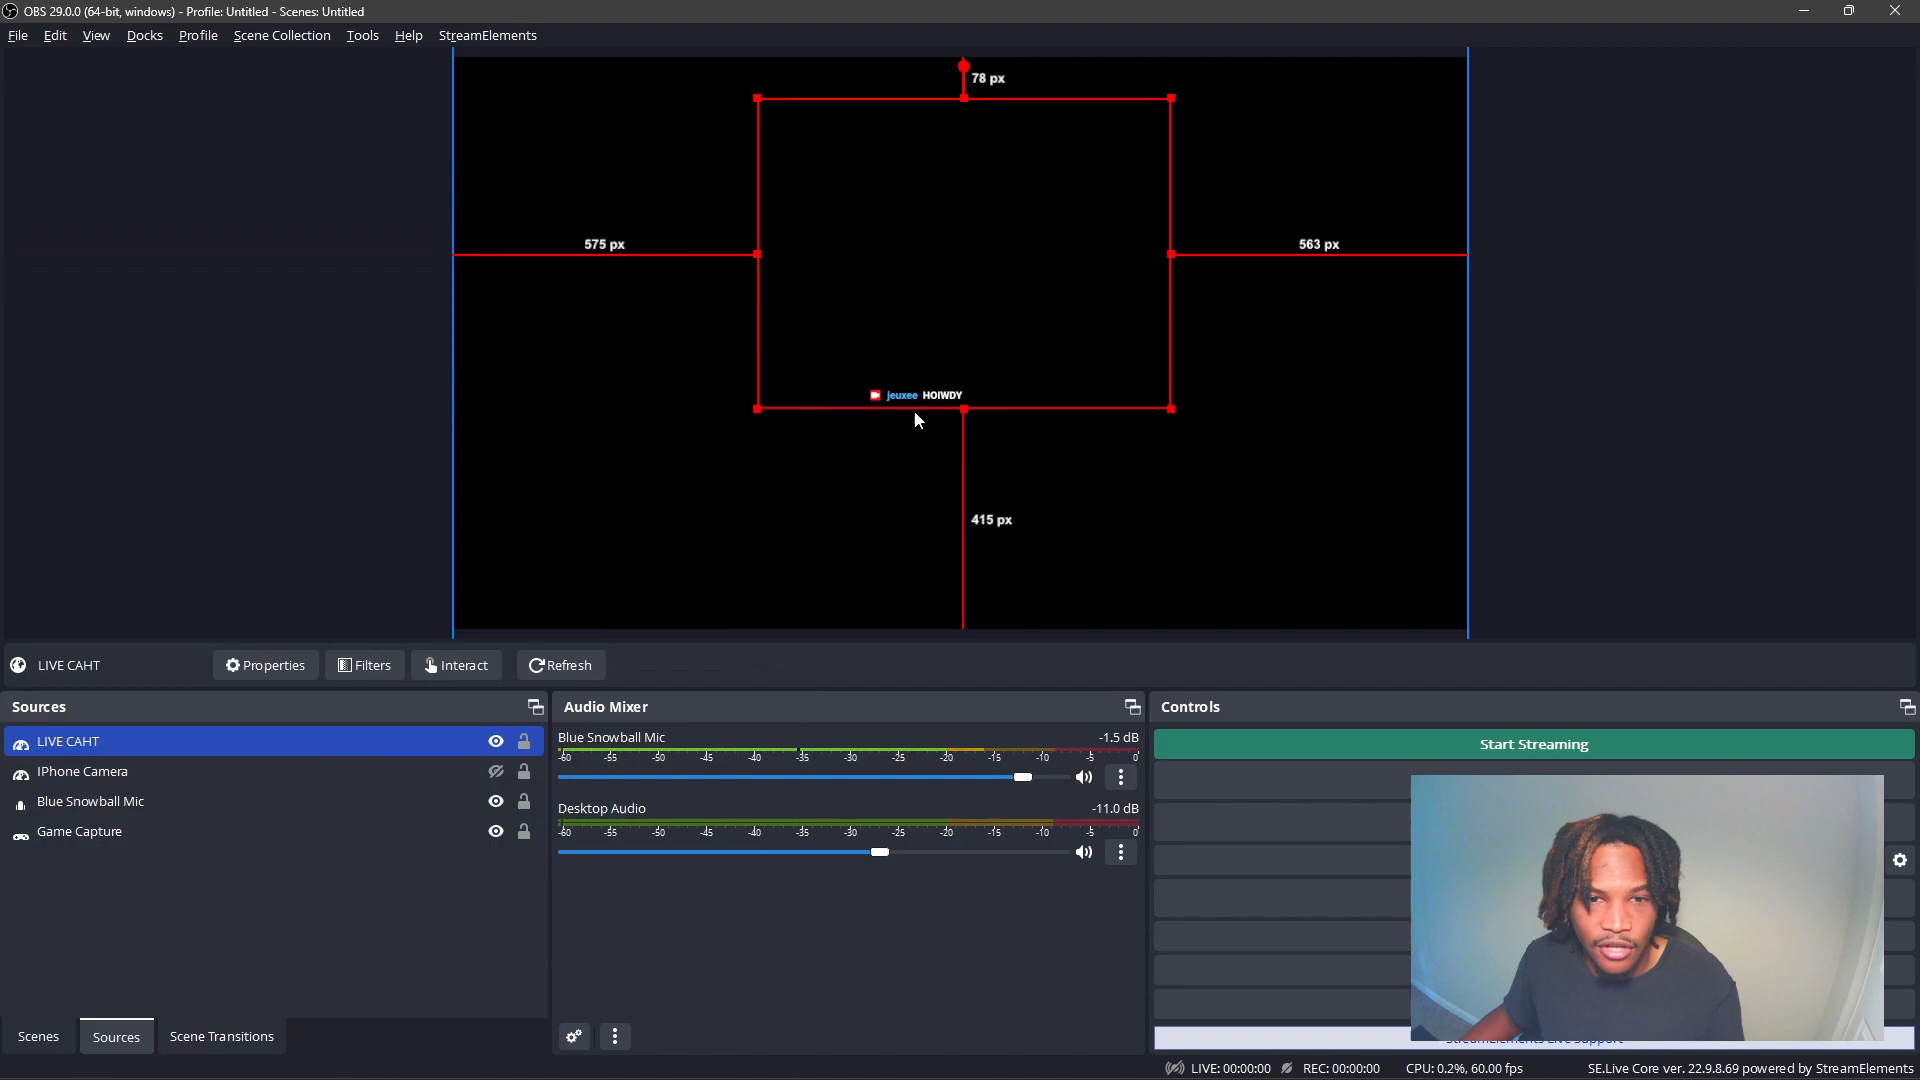 OBS 29.0.0 (64-bit, windows) - Profile: Untitled - Scenes: Untitled
File Edit View Docks Profile Scene Collection Tools Help StreamElements
78 px
575 px
563 px
jeuxee HOIWDY
415 px
LIVE CAHT Properties Filters Interact Refresh
Sources
LIVE CAHT
IPhone Camera
Blue Snowball Mic
Game Capture
Scenes Sources Scene Transitions
Audio Mixer
Blue Snowball Mic -1.5 dB
-60 -55 -50 -45 -40 -35 -30 -25 -20 -15 -10 -5 0
Desktop Audio -11.0 dB
-60 -55 -50 -45 -40 -35 -30 -25 -20 -15 -10 -5 0
Controls
Start Streaming
LIVE: 00:00:00 REC: 00:00:00 CPU: 0.2%, 60.00 fps SE.Live Core ver. 22.9.8.69 powered by StreamElements